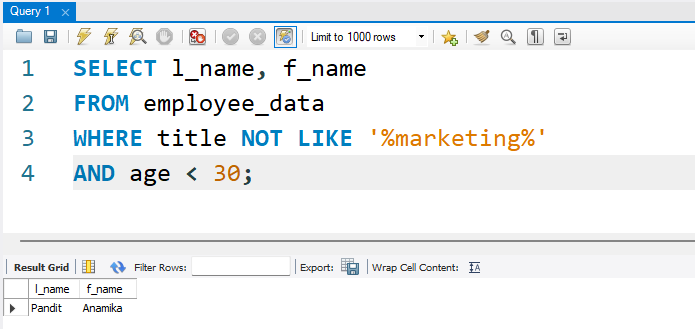 Query 1
Limit to 1000 rows
1 SELECT l_name, f_name
2 FROM employee_data
3 WHERE title NOT LIKE '%marketing%'
4 AND age < 30;
Result Grid Filter Rows: Export: Wrap Cell Content:
l_name f_name
Pandit Anamika